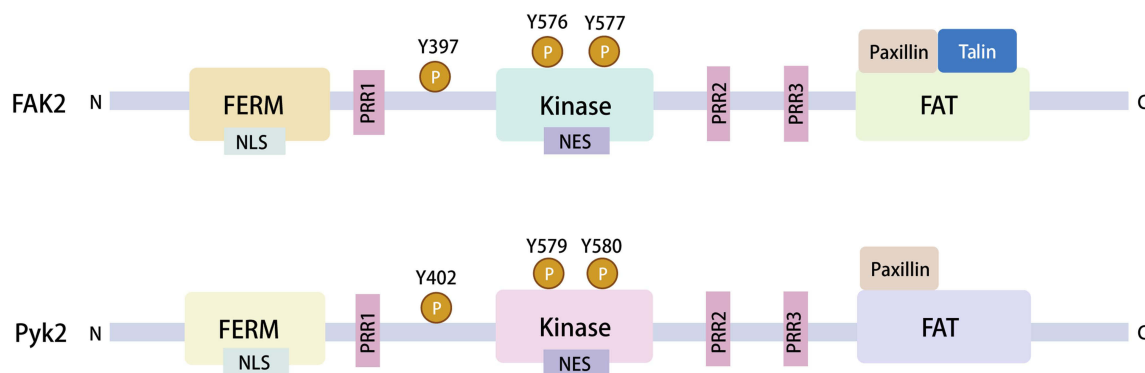 Y576 Y577
Y397
Paxillin Talin
FAK2 N FERM PRR1 P P P Kinase PRR2 PRR3 FAT C
NLS NES
Y579 Y580
Y402
Paxillin
Pyk2 N FERM PRR1 P P P Kinase PRR2 PRR3 FAT C
NLS NES